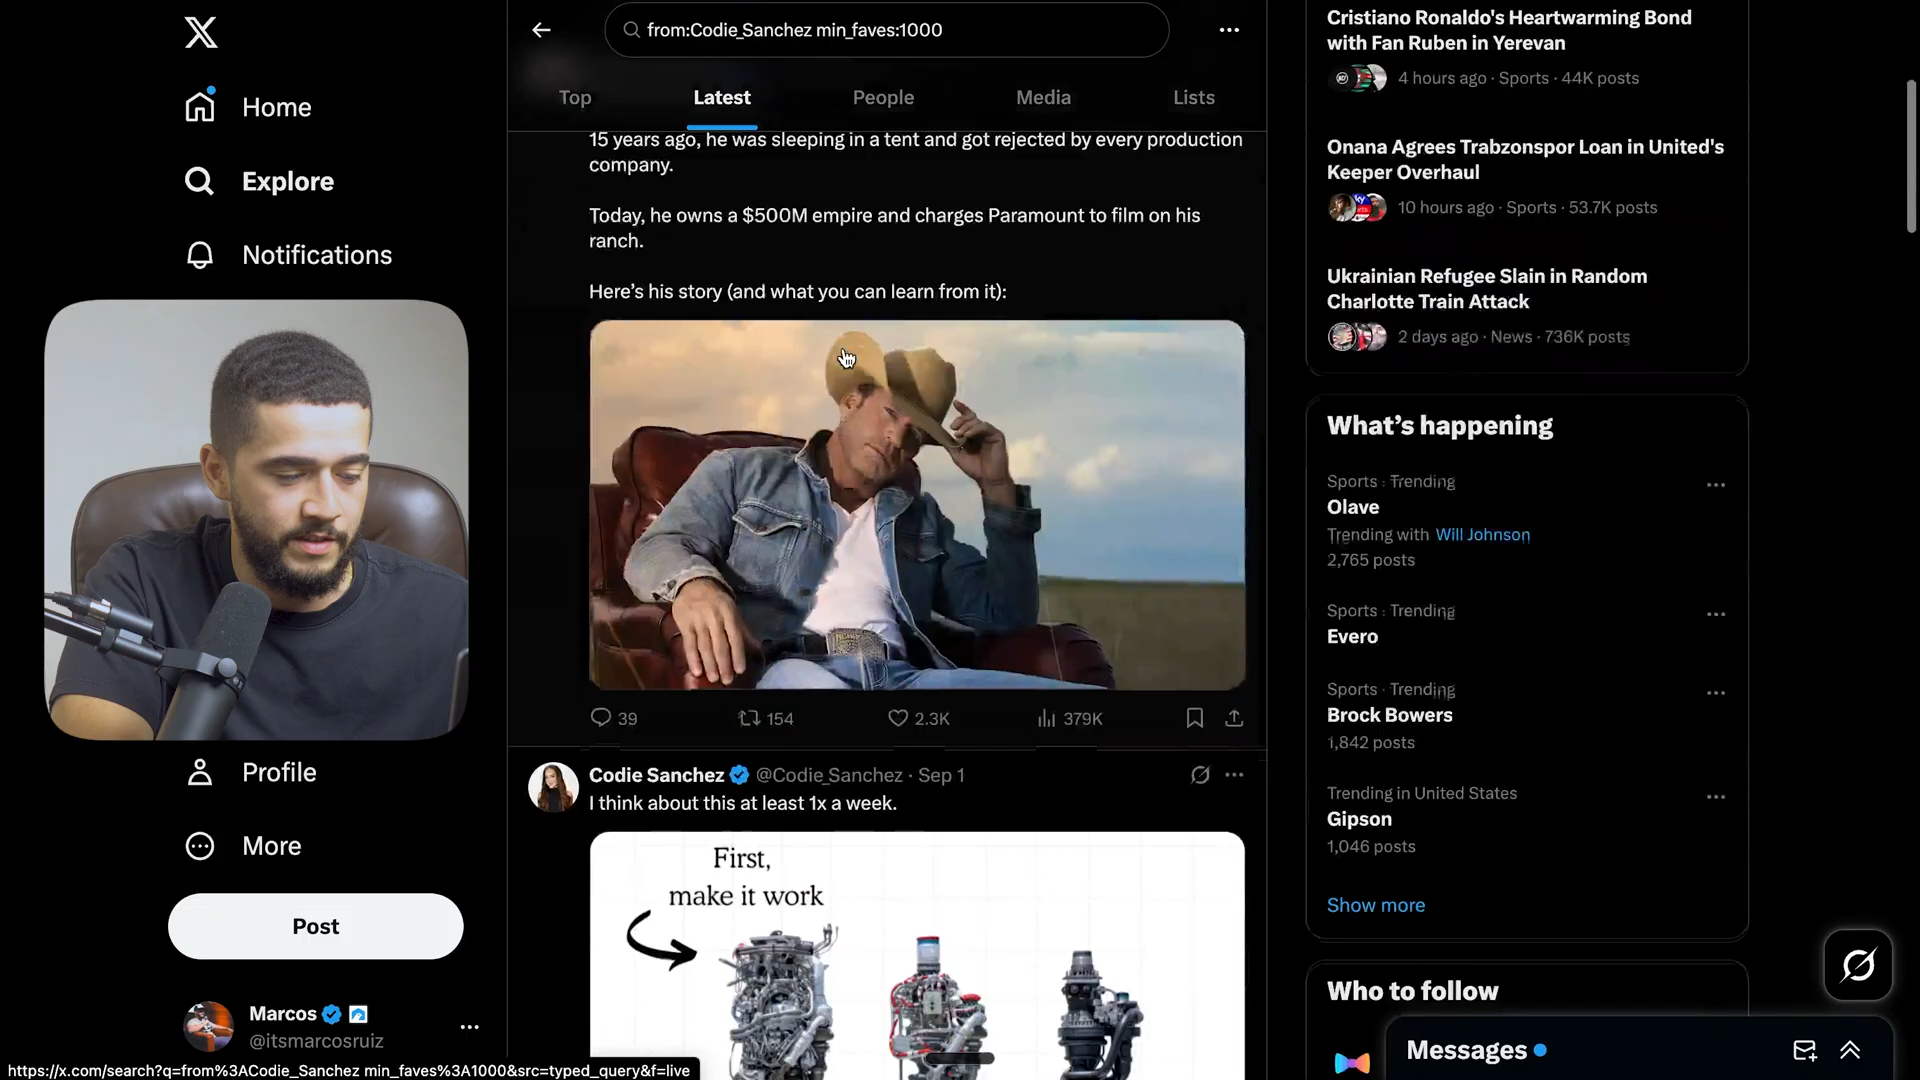 Home
Explore
Notifications
Profile
More
Post
Marcos
@itsmarcosruiz
https://x.com/search?q=from%3ACodie_Sanchez min_faves%3A1000&src=typed_query&f=live
from:Codie_Sanchez min_faves:1000
Top
Latest
People
Media
Lists
15 years ago, he was sleeping in a tent and got rejected by every production
company.
Today, he owns a $500M empire and charges Paramount to film on his
ranch.
Here's his story (and what you can learn from it):
39
154
2.3K
379K
Codie Sanchez @Codie_Sanchez · Sep 1
I think about this at least 1x a week.
First,
make it work
Cristiano Ronaldo's Heartwarming Bond
with Fan Ruben in Yerevan
4 hours ago · Sports · 44K posts
Onana Agrees Trabzonspor Loan in United's
Keeper Overhaul
10 hours ago · Sports · 53.7K posts
Ukrainian Refugee Slain in Random
Charlotte Train Attack
2 days ago · News · 736K posts
What's happening
Sports · Trending
Olave
Trending with Will Johnson
2,765 posts
Sports · Trending
Evero
Sports · Trending
Brock Bowers
1,842 posts
Trending in United States
Gipson
1,046 posts
Show more
Who to follow
Messages